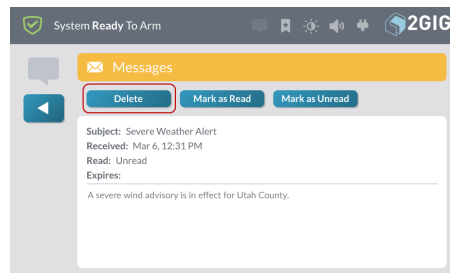 System Ready To Arm
2GIG
Messages
Delete Mark as Read Mark as Unread
Subject: Severe Weather Alert
Received: Mar 6, 12:31 PM
Read: Unread
Expires:
A severe wind advisory is in effect for Utah County.